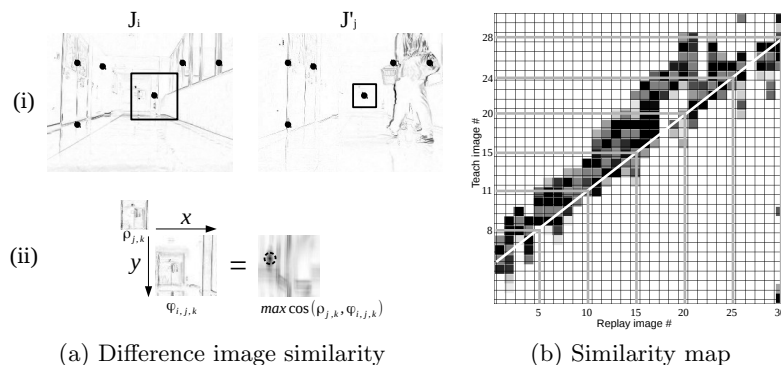 J_i
J'_j
(i)
(ii)
ρ_{j,k}
x
y
=
φ_{i,j,k}
max cos(ρ_{j,k}, φ_{i,j,k})
(a) Difference image similarity
Teach image #
28
24
20
15
11
8
5
10
15
20
25
30
Replay image #
(b) Similarity map